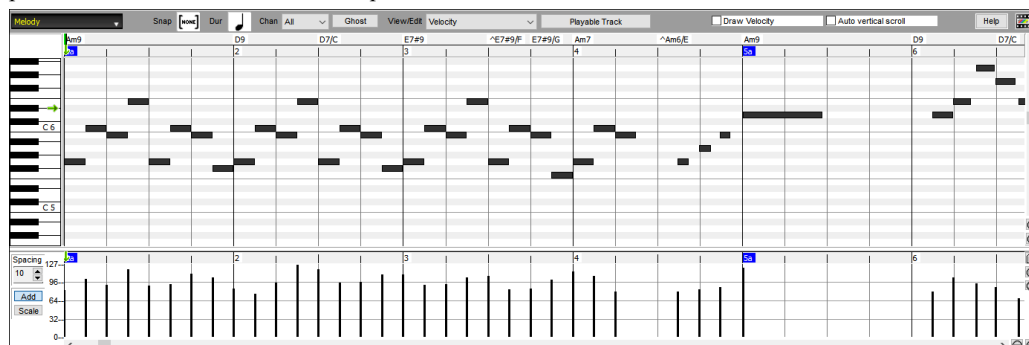 Melody Snap NONE Dur Chan All Ghost View/Edit Velocity Playable Track Draw Velocity Auto vertical scroll Help
Am9 D9 D7/C E7#9 ^E7#9/F E7#9/G Am7 ^Am6/E Am9 D9 D7/C
2 3 4 5a 6
C 6
C 5
Spacing 2 3 4 5a 6
10
127
96
Add
64
Scale
32
0